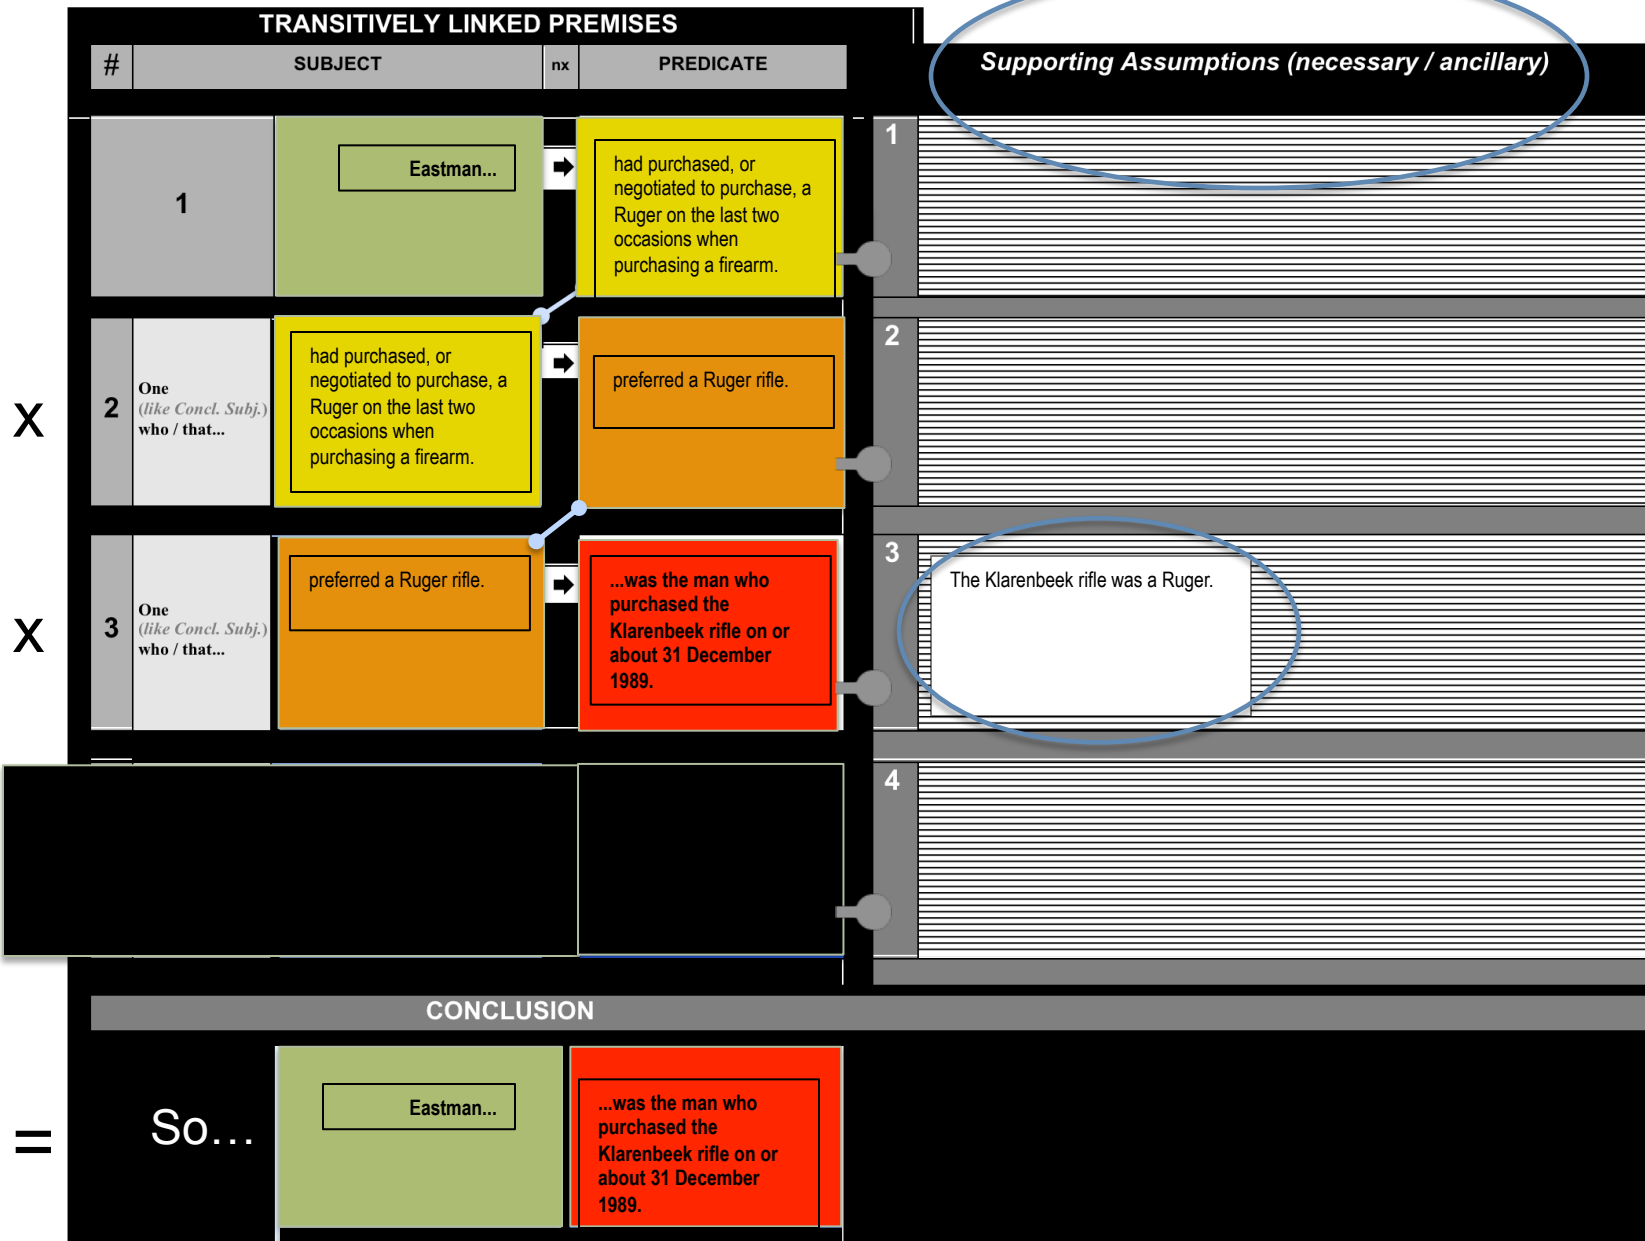 TRANSITIVELY LINKED PREMISES
# SUBJECT nx PREDICATE
Supporting Assumptions (necessary / ancillary)
1
Eastman...
had purchased, or
negotiated to purchase, a
Ruger on the last two
occasions when
purchasing a firearm.
1
x
2
One
(like Concl. Subj.)
who / that...
had purchased, or
negotiated to purchase, a
Ruger on the last two
occasions when
purchasing a firearm.
preferred a Ruger rifle.
2
x
3
One
(like Concl. Subj.)
who / that...
preferred a Ruger rifle.
...was the man who
purchased the
Klarenbeek rifle on or
about 31 December
1989.
3
The Klarenbeek rifle was a Ruger.
4
CONCLUSION
=
So...
Eastman...
...was the man who
purchased the
Klarenbeek rifle on or
about 31 December
1989.